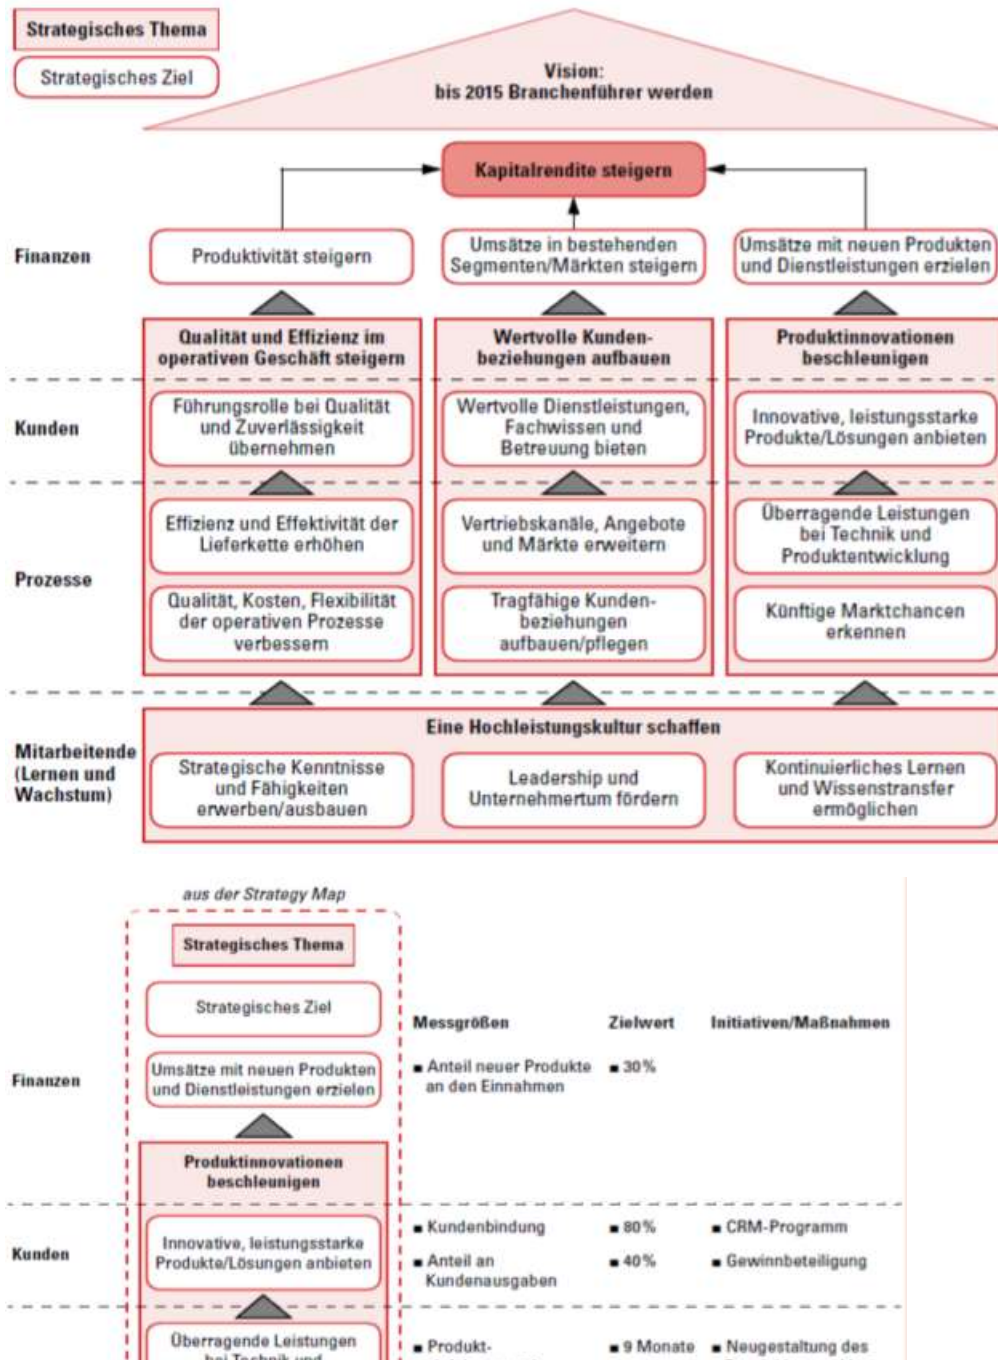 Strategisches Thema
Strategisches Ziel
Vision:
bis 2015 Branchenführer werden
Kapitalrendite steigern
Finanzen
Produktivität steigern
Umsätze in bestehenden
Segmenten/Märkten steigern
Umsätze mit neuen Produkten
und Dienstleistungen erzielen
Qualität und Effizienz im
operativen Geschäft steigern
Wertvolle Kunden-
beziehungen aufbauen
Produktinnovationen
beschleunigen
Kunden
Führungsrolle bei Qualität
und Zuverlässigkeit
übernehmen
Wertvolle Dienstleistungen,
Fachwissen und
Betreuung bieten
Innovative, leistungsstarke
Produkte/Lösungen anbieten
Prozesse
Effizienz und Effektivität der
Lieferkette erhöhen
Vertriebskanäle, Angebote
und Märkte erweitern
Überragende Leistungen
bei Technik und
Produktentwicklung
Qualität, Kosten, Flexibilität
der operativen Prozesse
verbessern
Tragfähige Kunden-
beziehungen
aufbauen/pflegen
Künftige Marktchancen
erkennen
Mitarbeitende
(Lernen und
Wachstum)
Eine Hochleistungskultur schaffen
Strategische Kenntnisse
und Fähigkeiten
erwerben/ausbauen
Leadership und
Unternehmertum fördern
Kontinuierliches Lernen
und Wissenstransfer
ermöglichen
aus der Strategy Map
Strategisches Thema
Strategisches Ziel
Messgrößen
Zielwert
Initiativen/Maßnahmen
Finanzen
Umsätze mit neuen Produkten
und Dienstleistungen erzielen
■ Anteil neuer Produkte
an den Einnahmen
■ 30%
Produktinnovationen
beschleunigen
Kunden
Innovative, leistungsstarke
Produkte/Lösungen anbieten
■ Kundenbindung
■ 80%
■ CRM-Programm
■ Anteil an
Kundenausgaben
■ 40%
■ Gewinnbeteiligung
Überragende Leistungen
bei Technik und
■ Produkt-
■ 9 Monate
■ Neugestaltung des